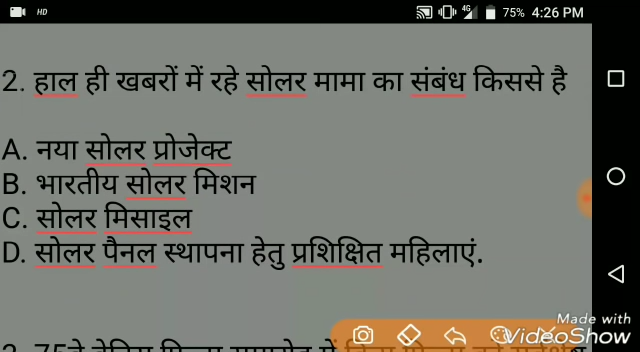 HD 4G 75% 4:26 PM
2. हाल ही खबरों में रहे सोलर मामा का संबंध किससे है
A. नया सोलर प्रोजेक्ट
B. भारतीय सोलर मिशन
C. सोलर मिसाइल
D. सोलर पैनल स्थापना हेतु प्रशिक्षित महिलाएं.
Made with
VideoShow